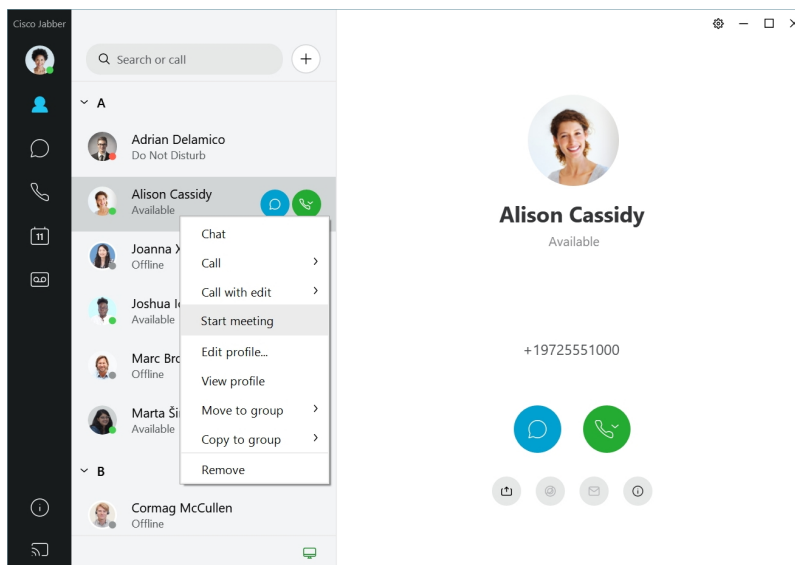 Cisco Jabber
Search or call
A
Adrian Delamico
Do Not Disturb
Alison Cassidy
Available
Joanna
Offline
Joshua
Available
Marc
Offline
Marta
Available
B
Cormag McCullen
Offline
11
Chat
Call
Call with edit
Start meeting
Edit profile...
View profile
Move to group
Copy to group
Remove
Alison Cassidy
Available
+19725551000